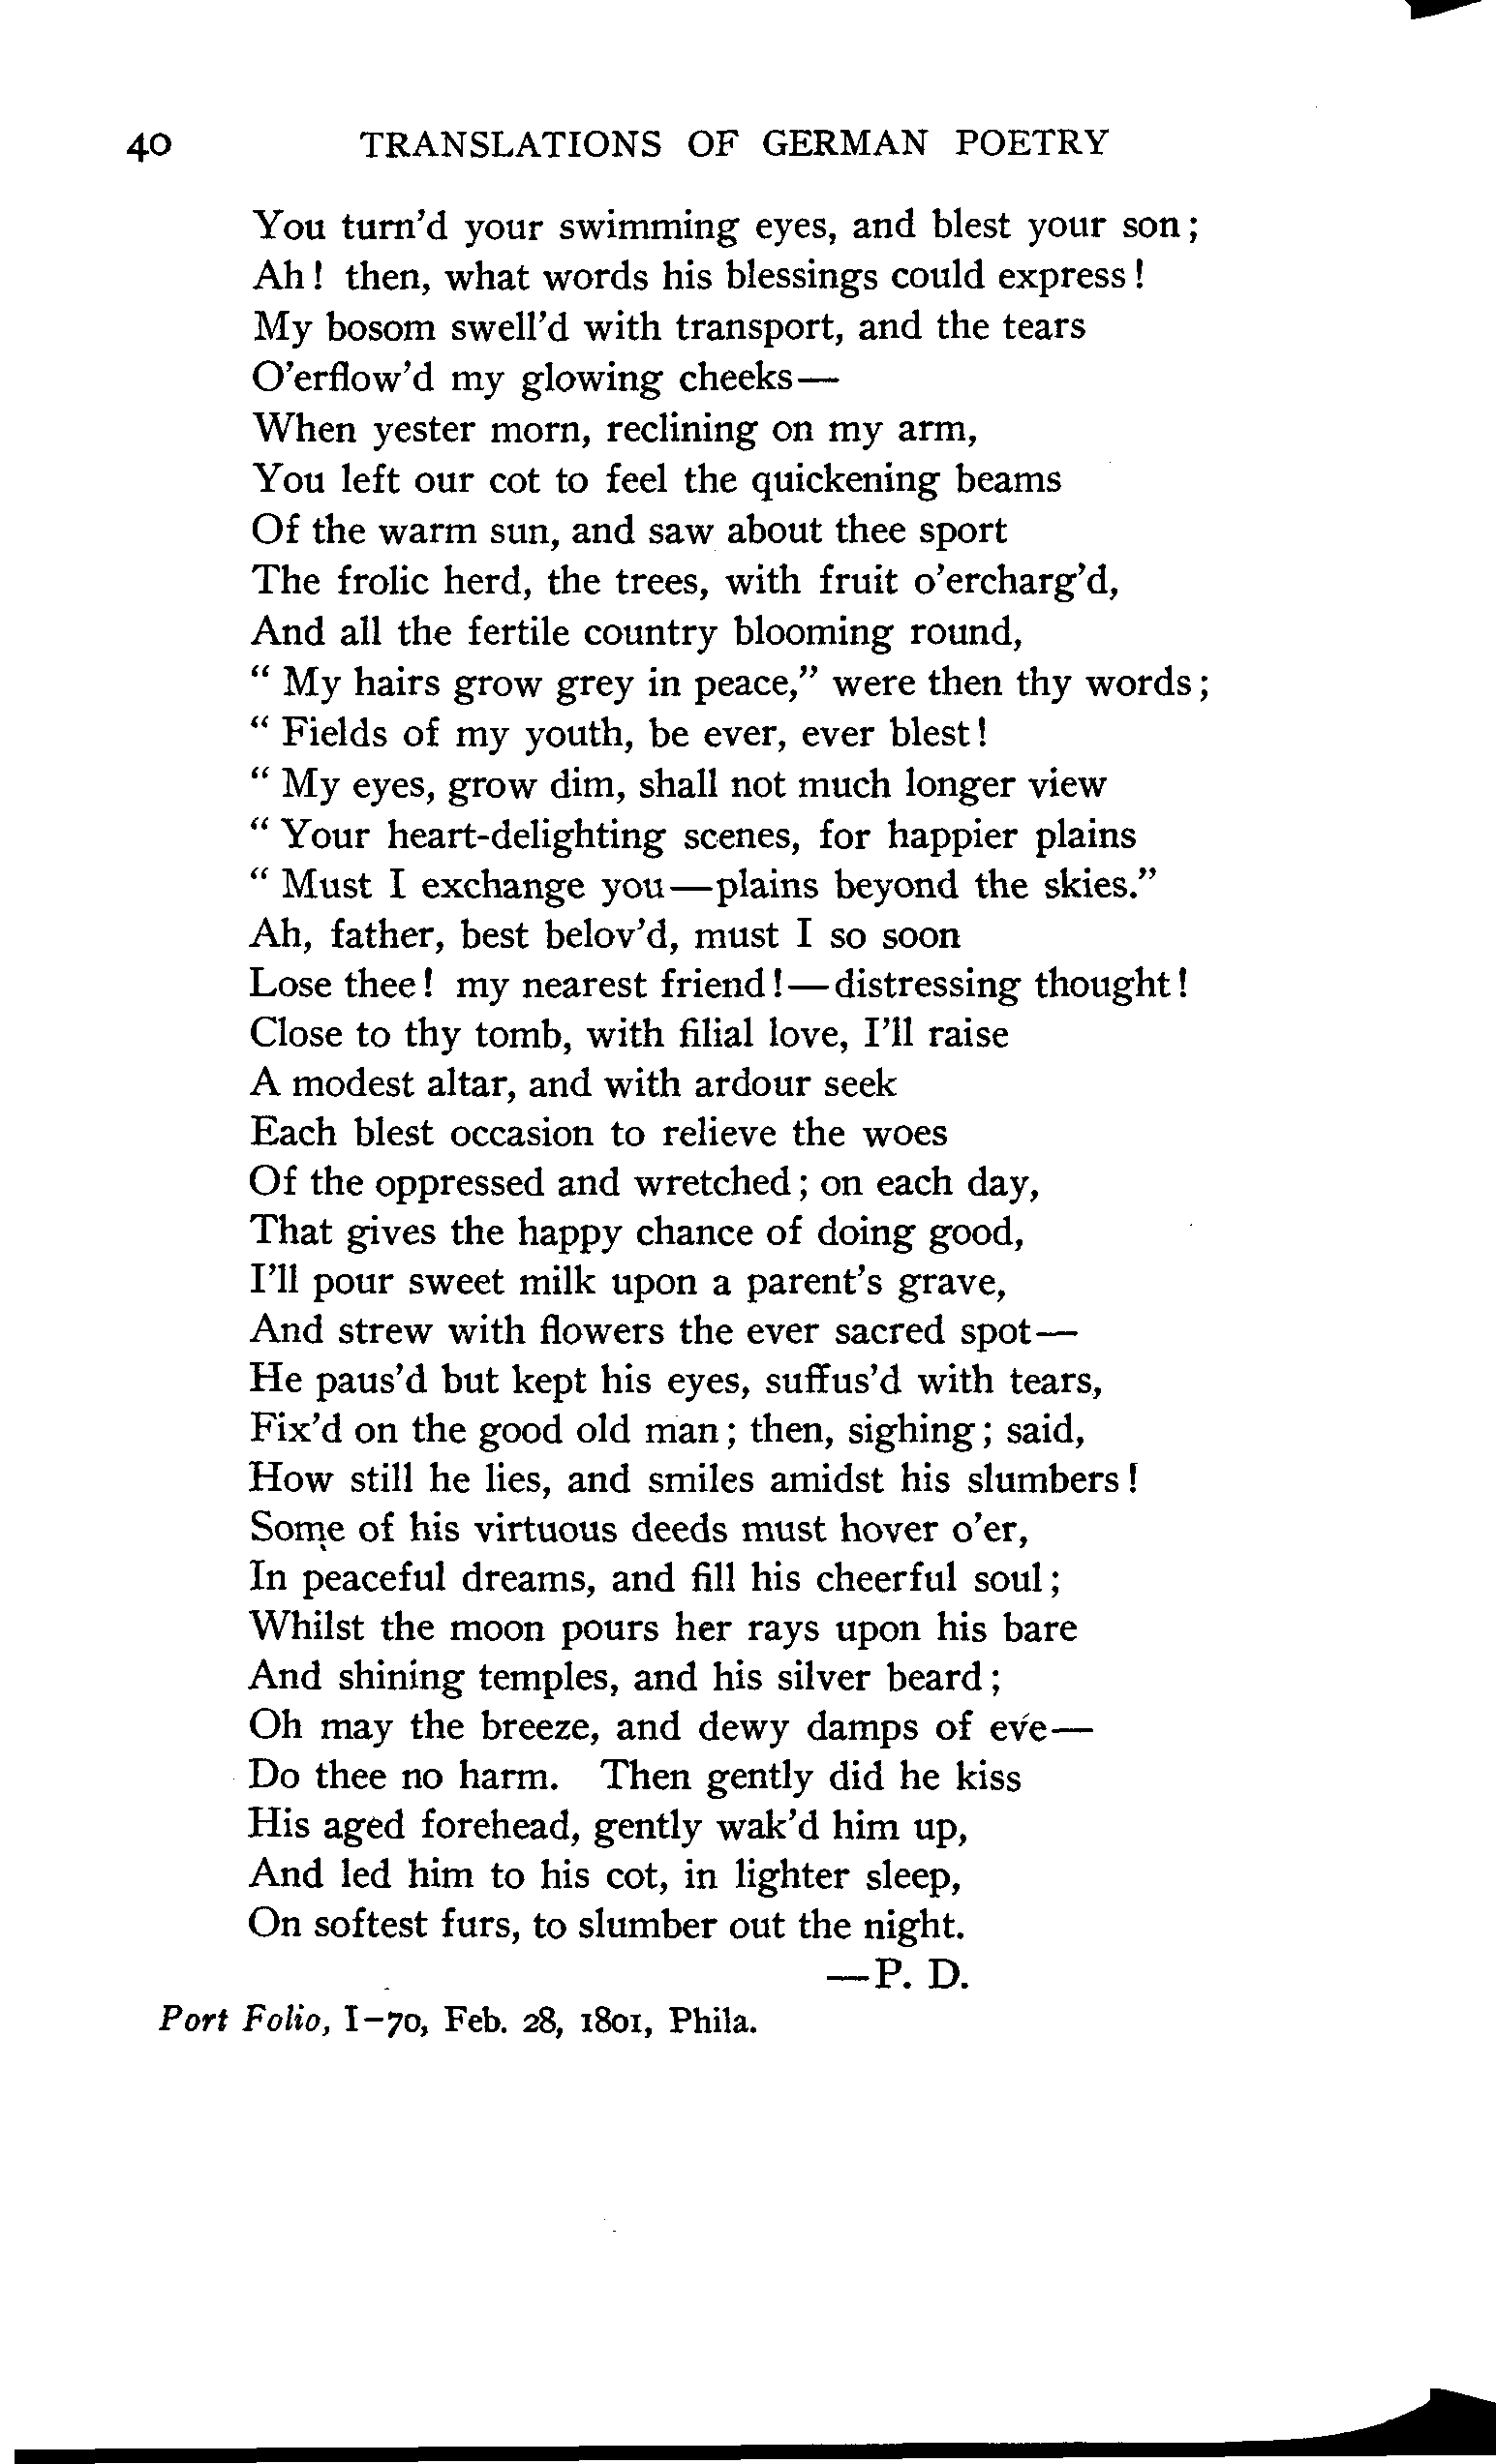 40 TRANSLATIONS OF GERMAN POETRY
You turn'd your swimming eyes, and blest your son;
Ah! then, what words his blessings could express!
My bosom swell'd with transport, and the tears
O'erflow'd my glowing cheeks—
When yester morn, reclining on my arm,
You left our cot to feel the quickening beams
Of the warm sun, and saw about thee sport
The frolic herd, the trees, with fruit o'ercharg'd,
And all the fertile country blooming round,
“ My hairs grow grey in peace,” were then thy words;
“ Fields of my youth, be ever, ever blest!
“ My eyes, grow dim, shall not much longer view
“ Your heart-delighting scenes, for happier plains
“ Must I exchange you—plains beyond the skies.”
Ah, father, best belov'd, must I so soon
Lose thee! my nearest friend!—distressing thought!
Close to thy tomb, with filial love, I'll raise
A modest altar, and with ardour seek
Each blest occasion to relieve the woes
Of the oppressed and wretched; on each day,
That gives the happy chance of doing good,
I'll pour sweet milk upon a parent's grave,
And strew with flowers the ever sacred spot—
He paus'd but kept his eyes, suffus'd with tears,
Fix'd on the good old man; then, sighing; said,
How still he lies, and smiles amidst his slumbers!
Some of his virtuous deeds must hover o'er,
In peaceful dreams, and fill his cheerful soul;
Whilst the moon pours her rays upon his bare
And shining temples, and his silver beard;
Oh may the breeze, and dewy damps of eve—
Do thee no harm. Then gently did he kiss
His aged forehead, gently wak'd him up,
And led him to his cot, in lighter sleep,
On softest furs, to slumber out the night.
—P. D.
Port Folio, I–70, Feb. 28, 1801, Phila.